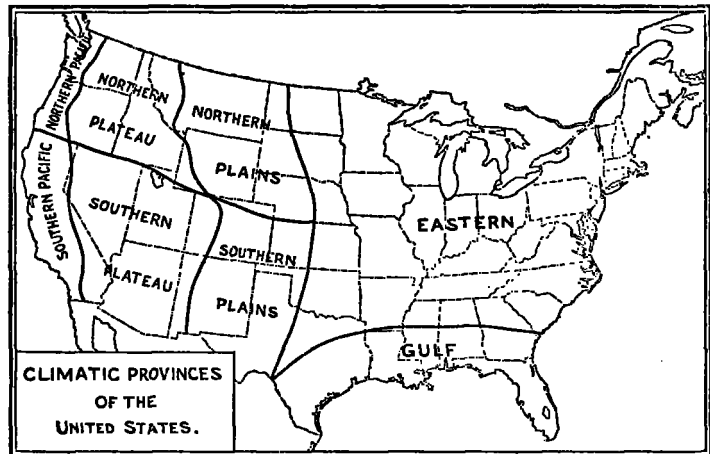 NORTHERN PACIFIC
NORTHERN
PLATEAU
NORTHERN
PLAINS
SOUTHERN PACIFIC
SOUTHERN
PLATEAU
SOUTHERN
PLAINS
EASTERN
GULF
CLIMATIC PROVINCES
OF THE
UNITED STATES.